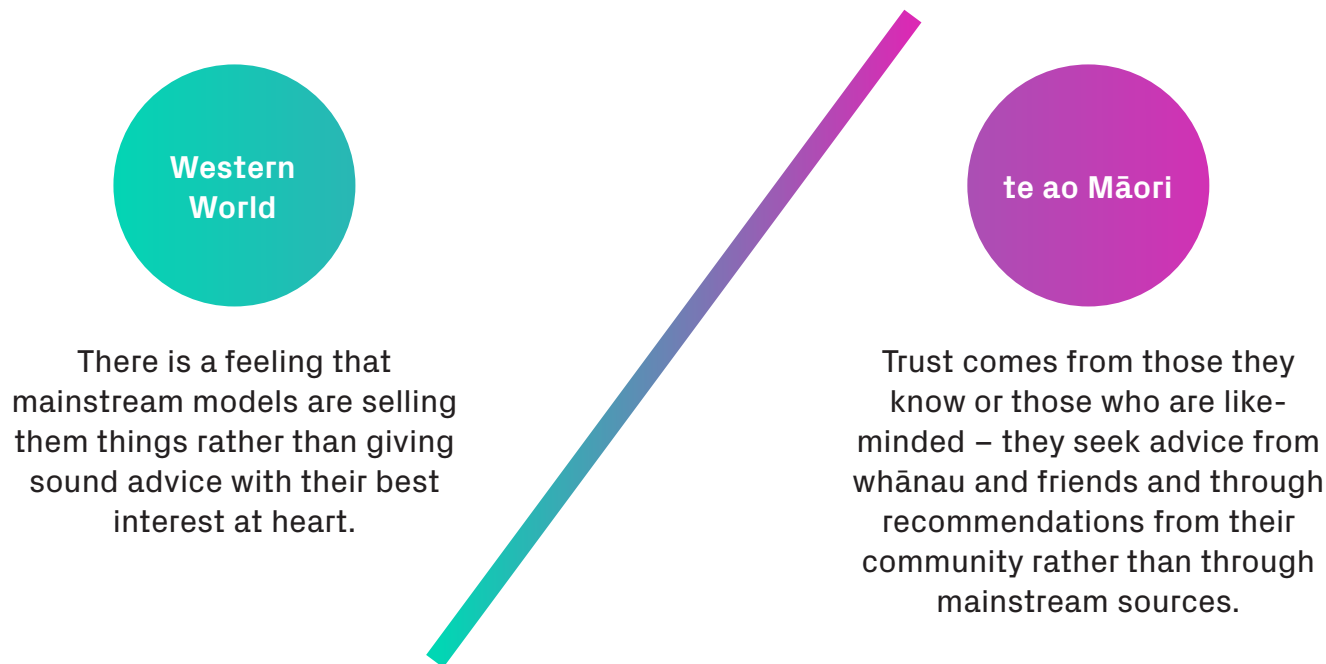 Western
World
There is a feeling that
mainstream models are selling
them things rather than giving
sound advice with their best
interest at heart.
te ao Māori
Trust comes from those they
know or those who are like-
minded – they seek advice from
whānau and friends and through
recommendations from their
community rather than through
mainstream sources.